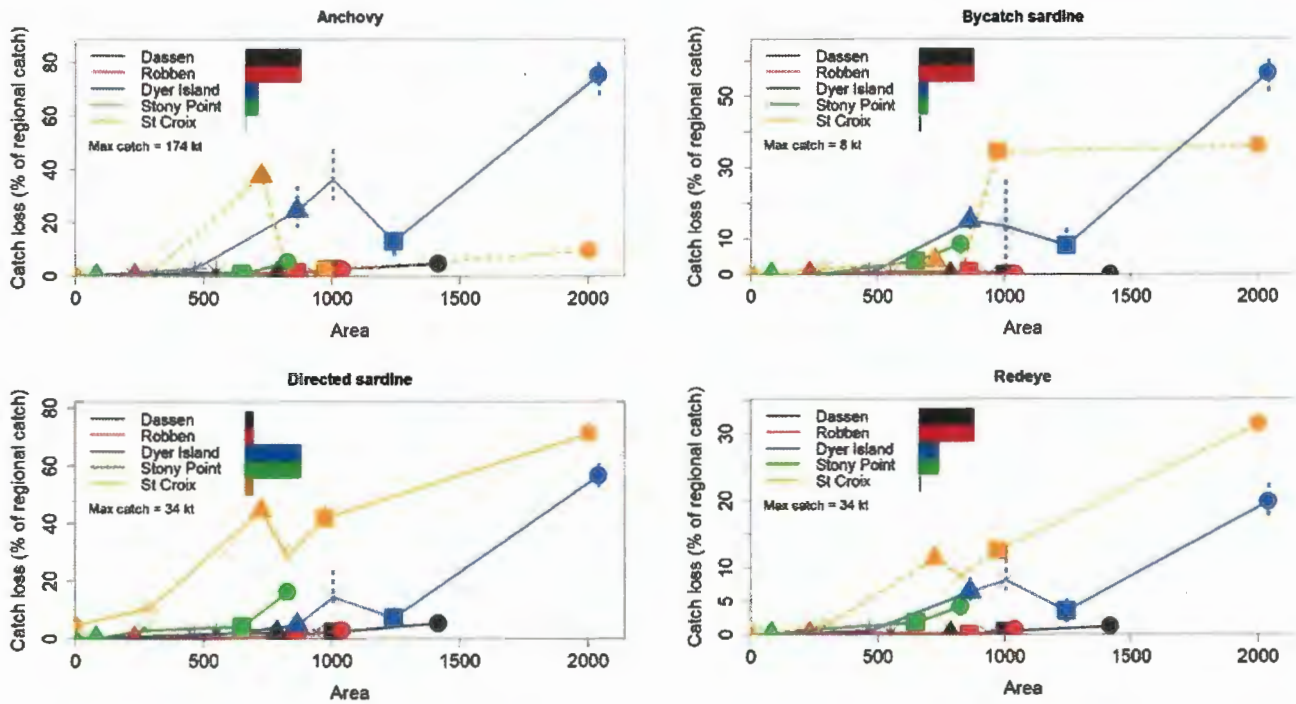 Anchovy
Catch loss (% of regional catch)
80
60
40
20
0
Dassen
Robben
Dyer Island
Stony Point
St Croix
Max catch = 174 kt
0 500 1000 1500 2000
Area
Bycatch sardine
Catch loss (% of regional catch)
50
30
10
0
Dassen
Robben
Dyer Island
Stony Point
St Croix
Max catch = 8 kt
0 500 1000 1500 2000
Area
Directed sardine
Catch loss (% of regional catch)
80
60
40
20
0
Dassen
Robben
Dyer Island
Stony Point
St Croix
Max catch = 34 kt
0 500 1000 1500 2000
Area
Redeye
Catch loss (% of regional catch)
30
20
10
5
0
Dassen
Robben
Dyer Island
Stony Point
St Croix
Max catch = 34 kt
0 500 1000 1500 2000
Area